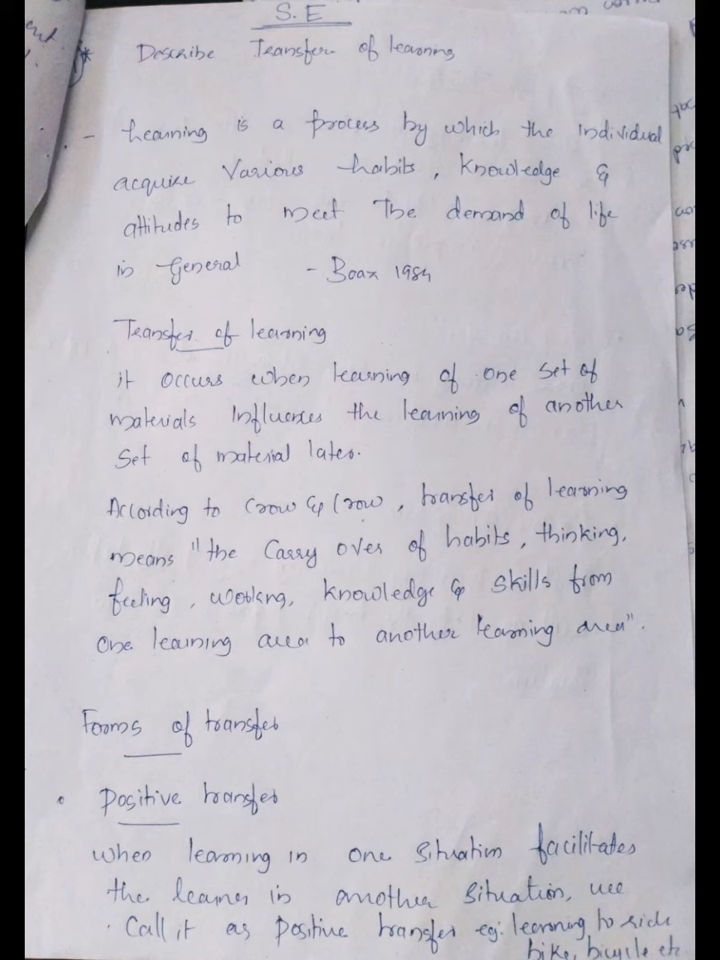 S.E
* Describe Transfer of learning
- Learning is a process by which the individual
acquire Various habits, knowledge &
attitudes to meet The demand of life
in General - Boax 1984
Transfer of learning
it occurs when learning of one set of
materials Influences the learning of another
Set of material later.
According to Crow & Crow, transfer of learning
means "the Carry over of habits, thinking,
feeling, working, knowledge & skills from
One learning area to another learning area".
Forms of transfer
• Positive transfer
When learning in one situation facilitates
the learner in another situation, we
Call it as positive transfer eg: learning to ride
bike, bicycle etc